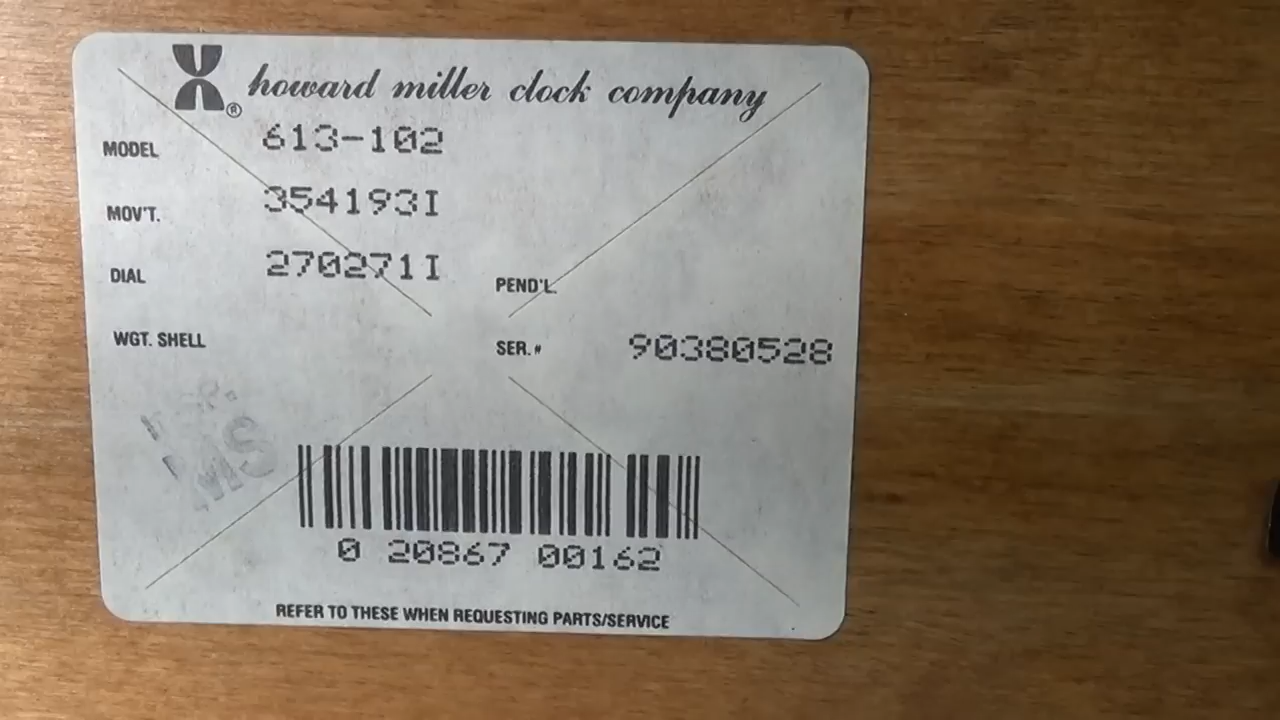 howard miller clock company®
MODEL 613-102
MOV'T. 354193I
DIAL 270271I
PEND'L.
WGT. SHELL
SER.# 90380528
MS
0 20867 00162
REFER TO THESE WHEN REQUESTING PARTS/SERVICE